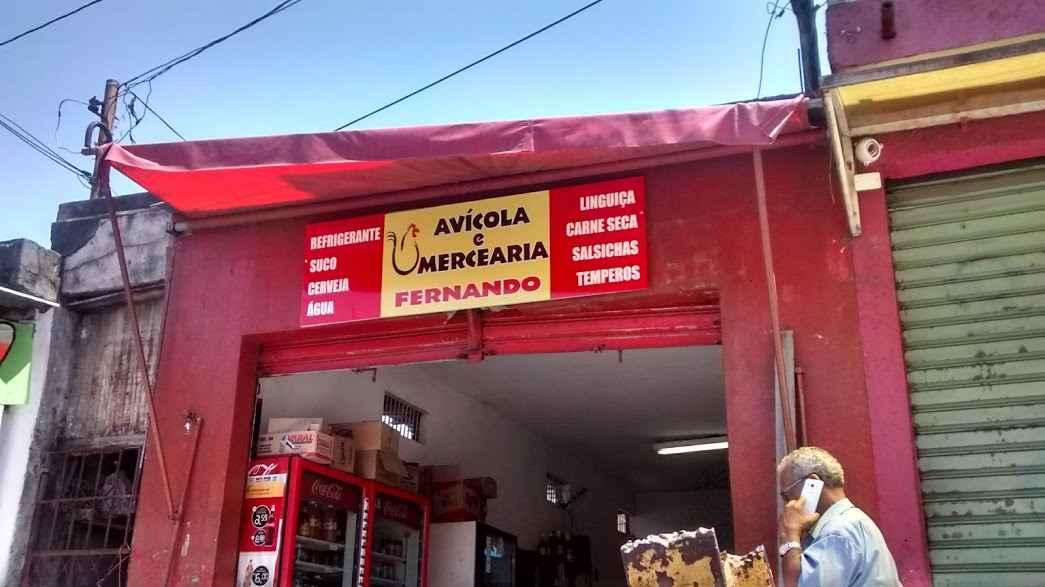 REFRIGERANTE
SUCO
CERVEJA
ÁGUA
AVÍCOLA
e
MERCEARIA
FERNANDO
LINGUIÇA
CARNE SECA
SALSICHAS
TEMPEROS
Coca-Cola